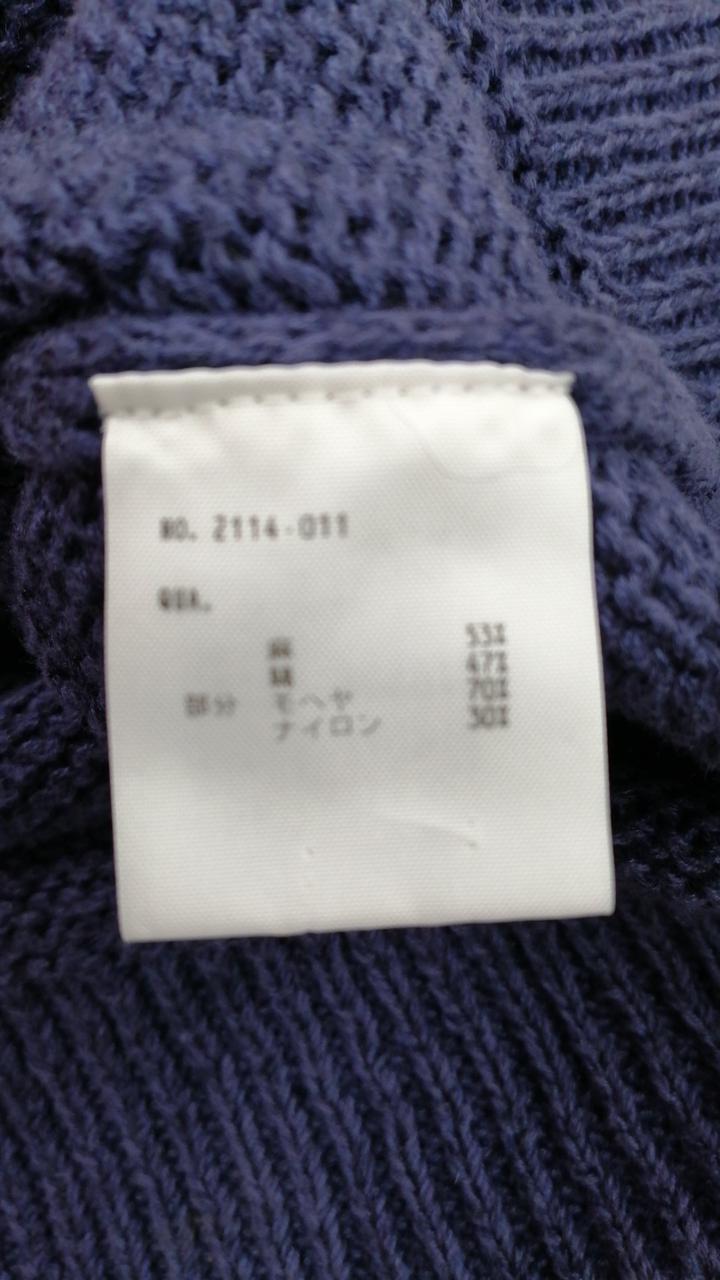 NO. 2114-011
QUA.
麻 53%
綿 47%
部分 モヘヤ 70%
ナイロン 30%